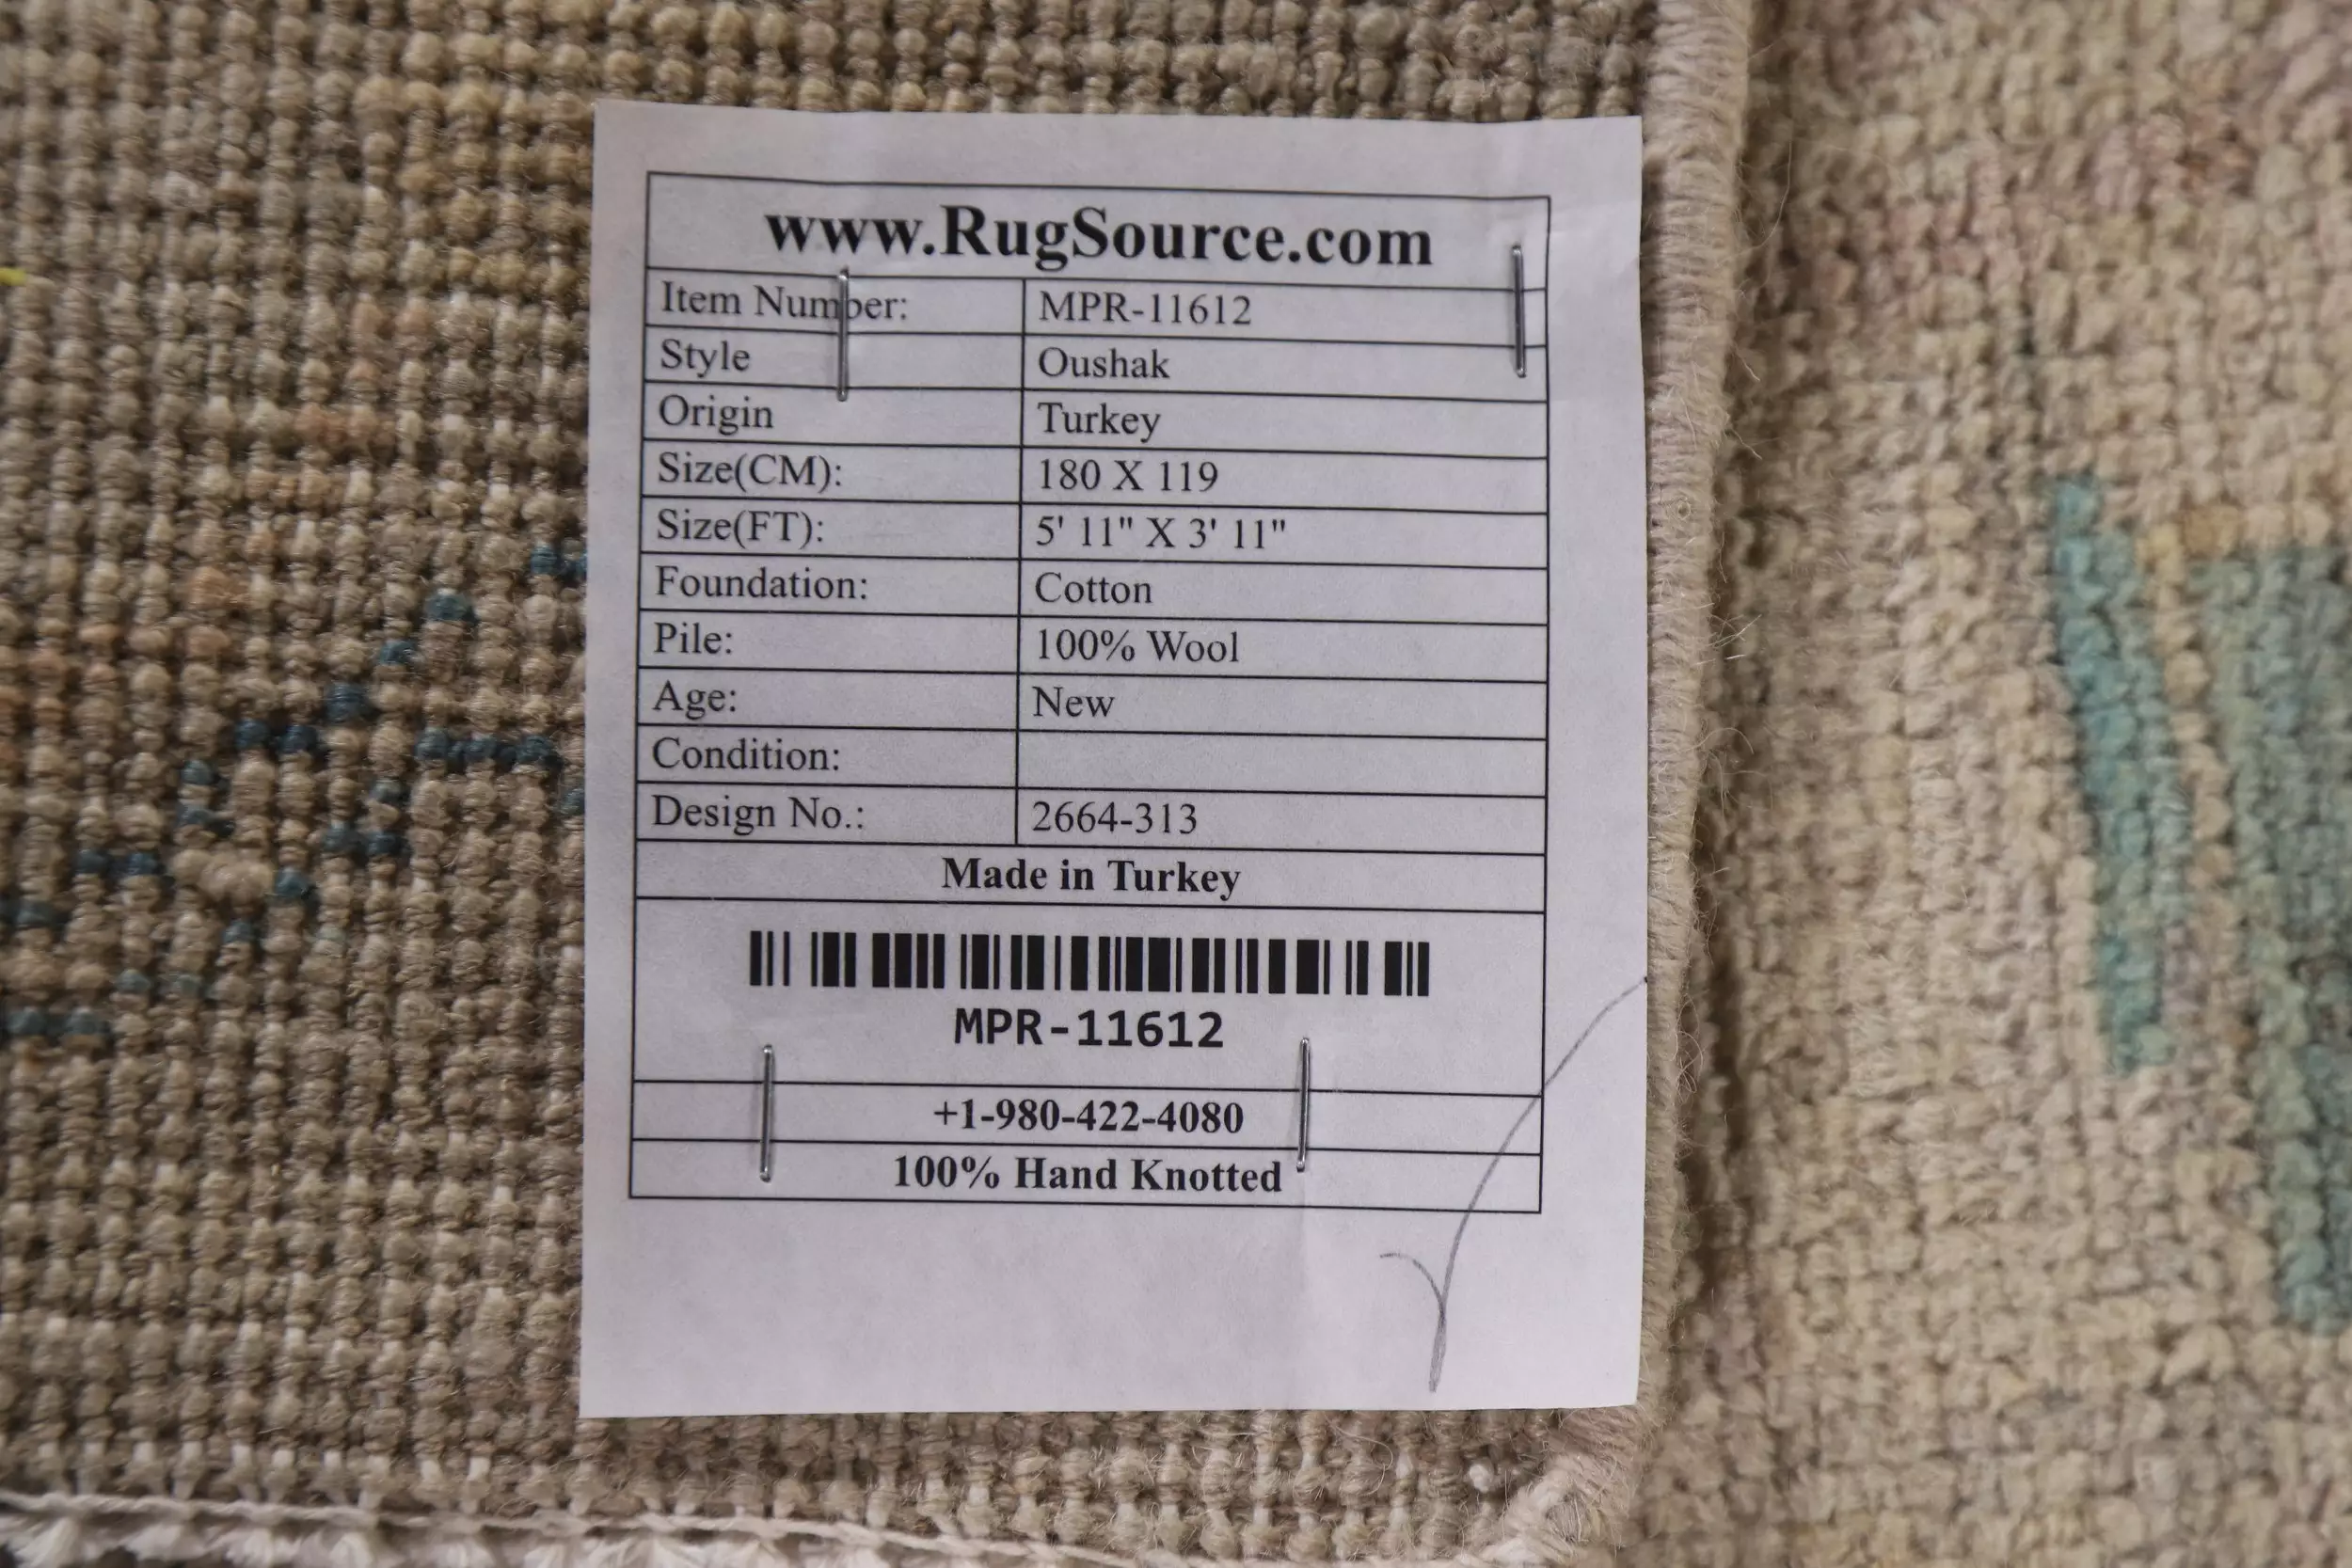 www.RugSource.com
Item Number: MPR-11612
Style Oushak
Origin Turkey
Size(CM): 180 X 119
Size(FT): 5' 11" X 3' 11"
Foundation: Cotton
Pile: 100% Wool
Age: New
Condition:
Design No.: 2664-313
Made in Turkey
MPR-11612
+1-980-422-4080
100% Hand Knotted